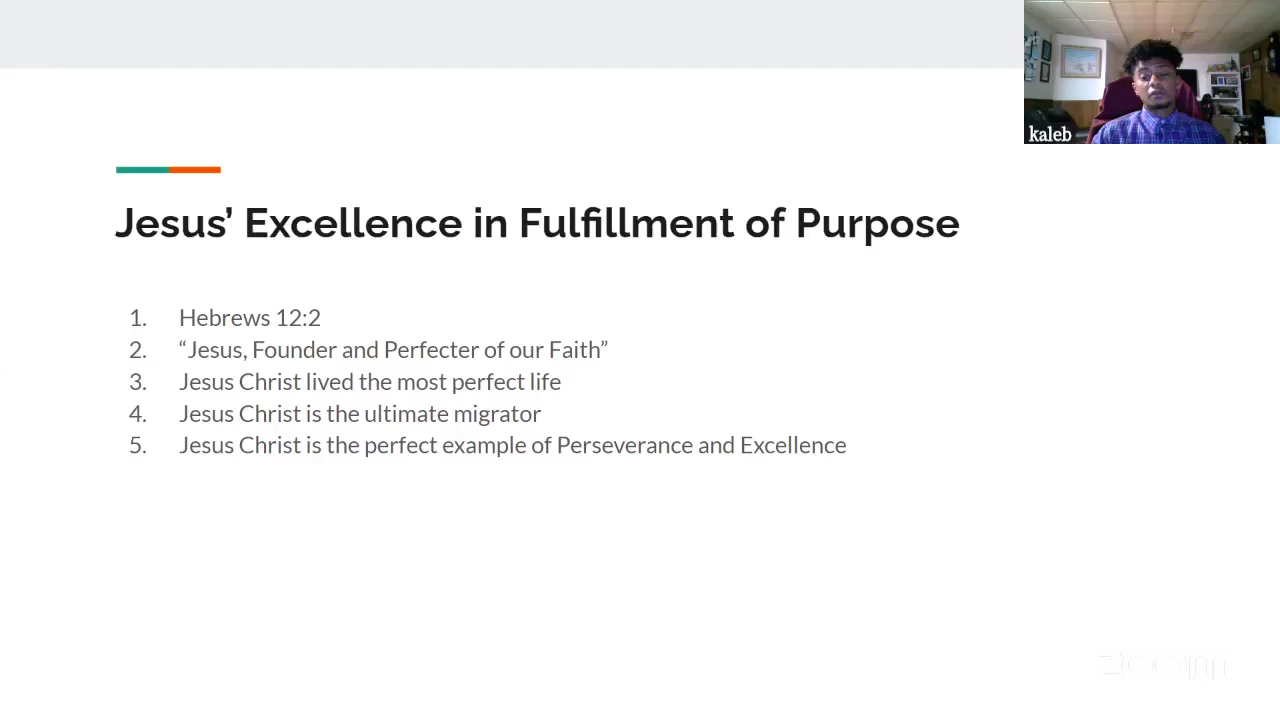 kaleb
Jesus’ Excellence in Fulfillment of Purpose
1. Hebrews 12:2
2. “Jesus, Founder and Perfecter of our Faith”
3. Jesus Christ lived the most perfect life
4. Jesus Christ is the ultimate migrator
5. Jesus Christ is the perfect example of Perseverance and Excellence
zoom